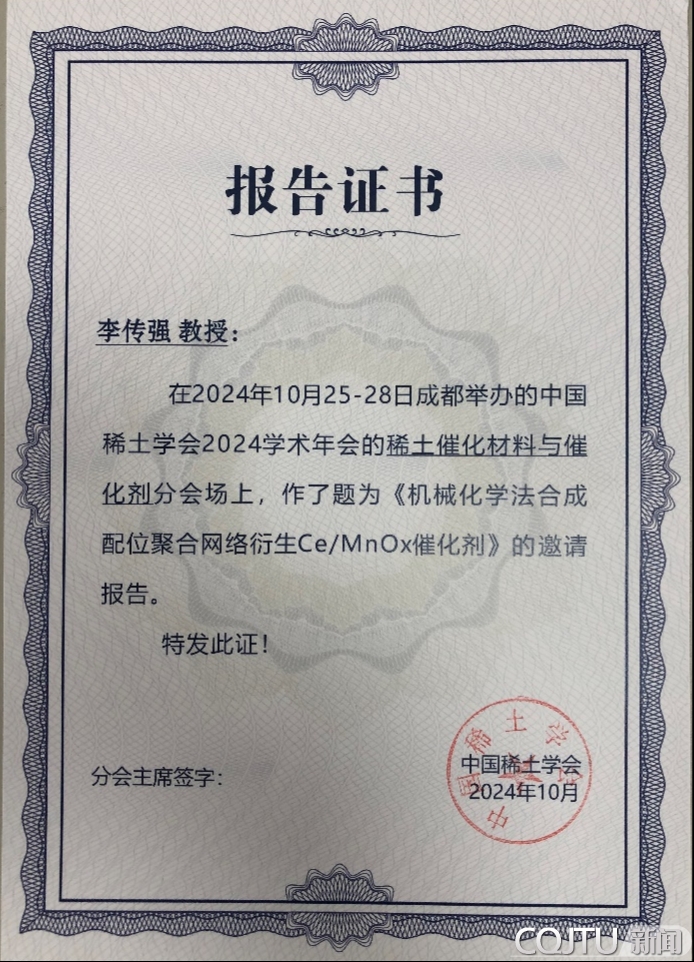 报告证书
李传强 教授：
在2024年10月25-28日成都举办的中国
稀土学会2024学术年会的稀土催化材料与催
化剂分会场上，作了题为《机械化学法合成
配位聚合网络衍生Ce/MnOx催化剂》的邀请
报告。
特发此证！
分会主席签字：
中国稀土学会
中国稀土学会
2024年10月
CQJTU 新闻